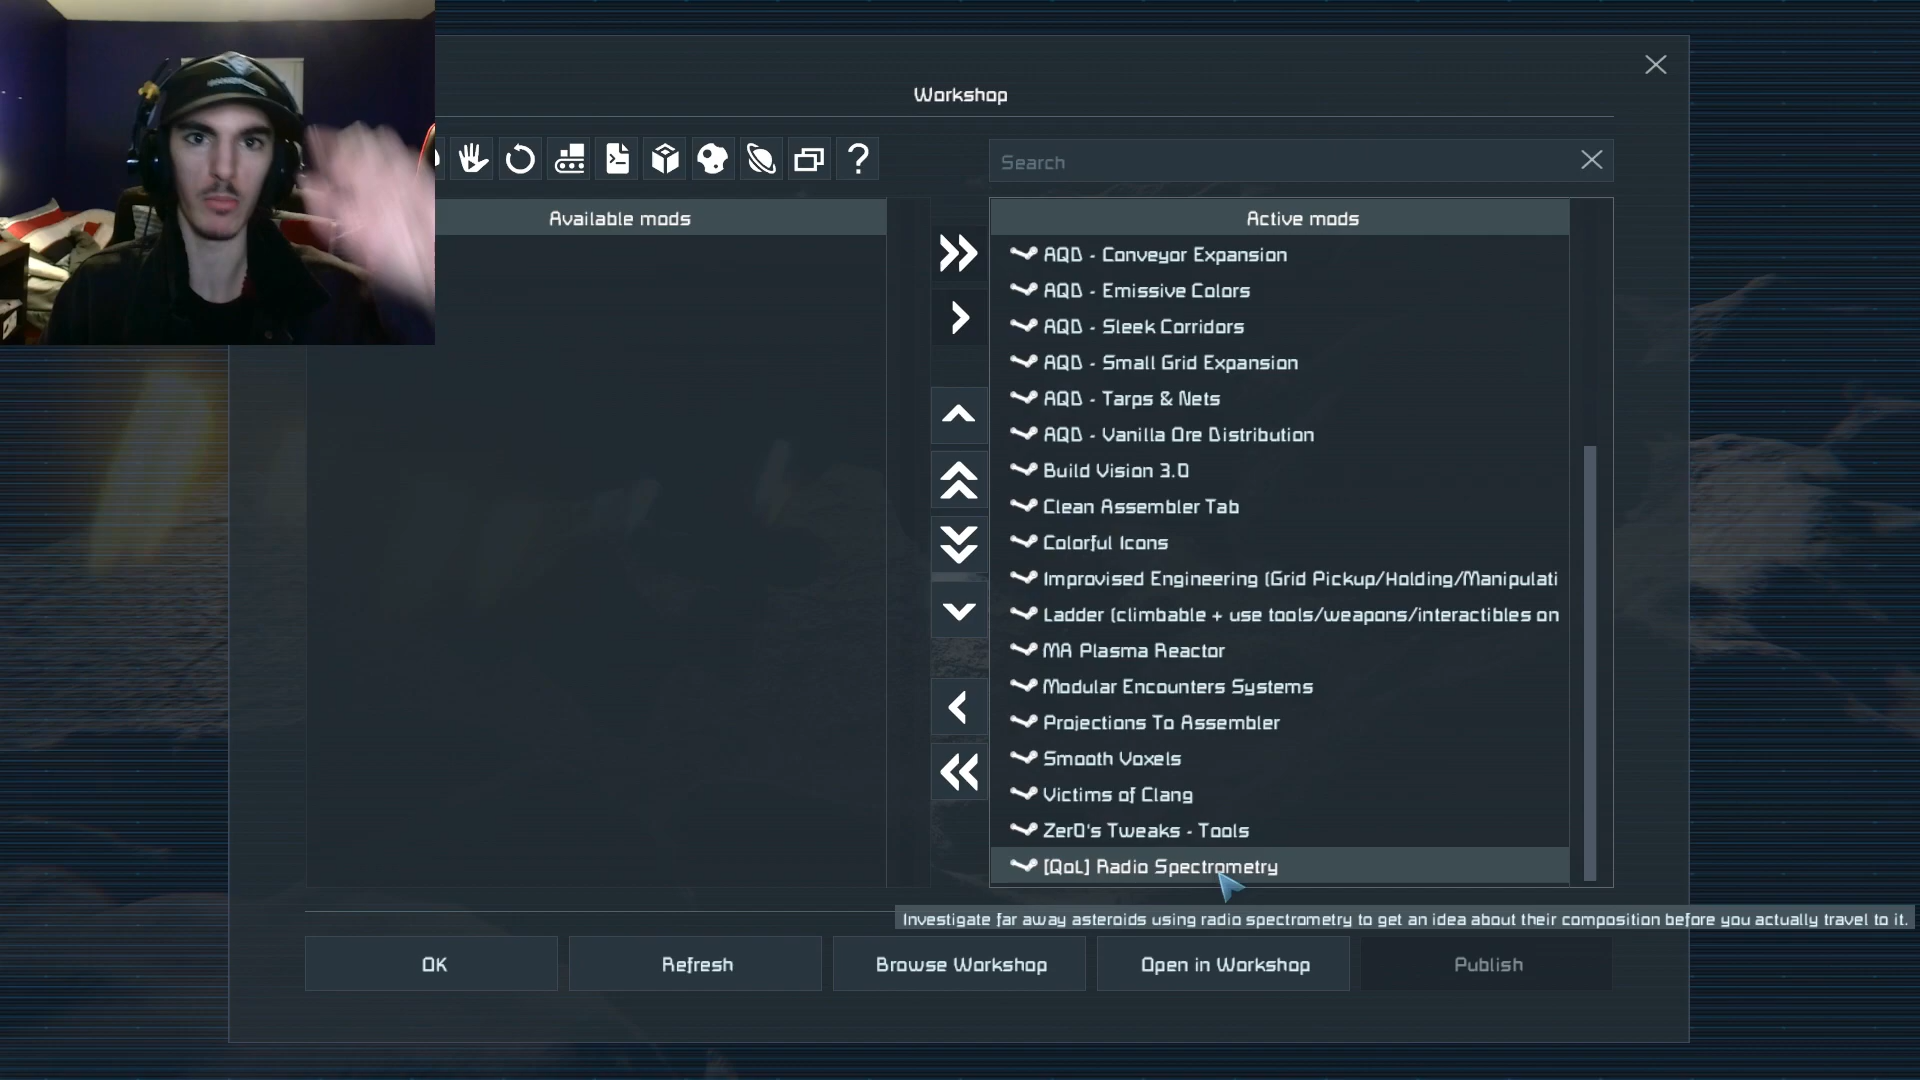 Workshop
?
Search
Available mods
Active mods
AQD - Conveyor Expansion
AQD - Emissive Colors
AQD - Sleek Corridors
AQD - Small Grid Expansion
AQD - Tarps & Nets
AQD - Vanilla Ore Distribution
Build Vision 3.0
Clean Assembler Tab
Colorful Icons
Improvised Engineering (Grid Pickup/Holding/Manipulati
Ladder (climbable + use tools/weapons/interactibles on
MA Plasma Reactor
Modular Encounters Systems
Projections To Assembler
Smooth Voxels
Victims of Clang
Zer0's Tweaks - Tools
[QoL] Radio Spectrometry
Investigate far away asteroids using radio spectrometry to get an idea about their composition before you actually travel to it.
OK
Refresh
Browse Workshop
Open in Workshop
Publish